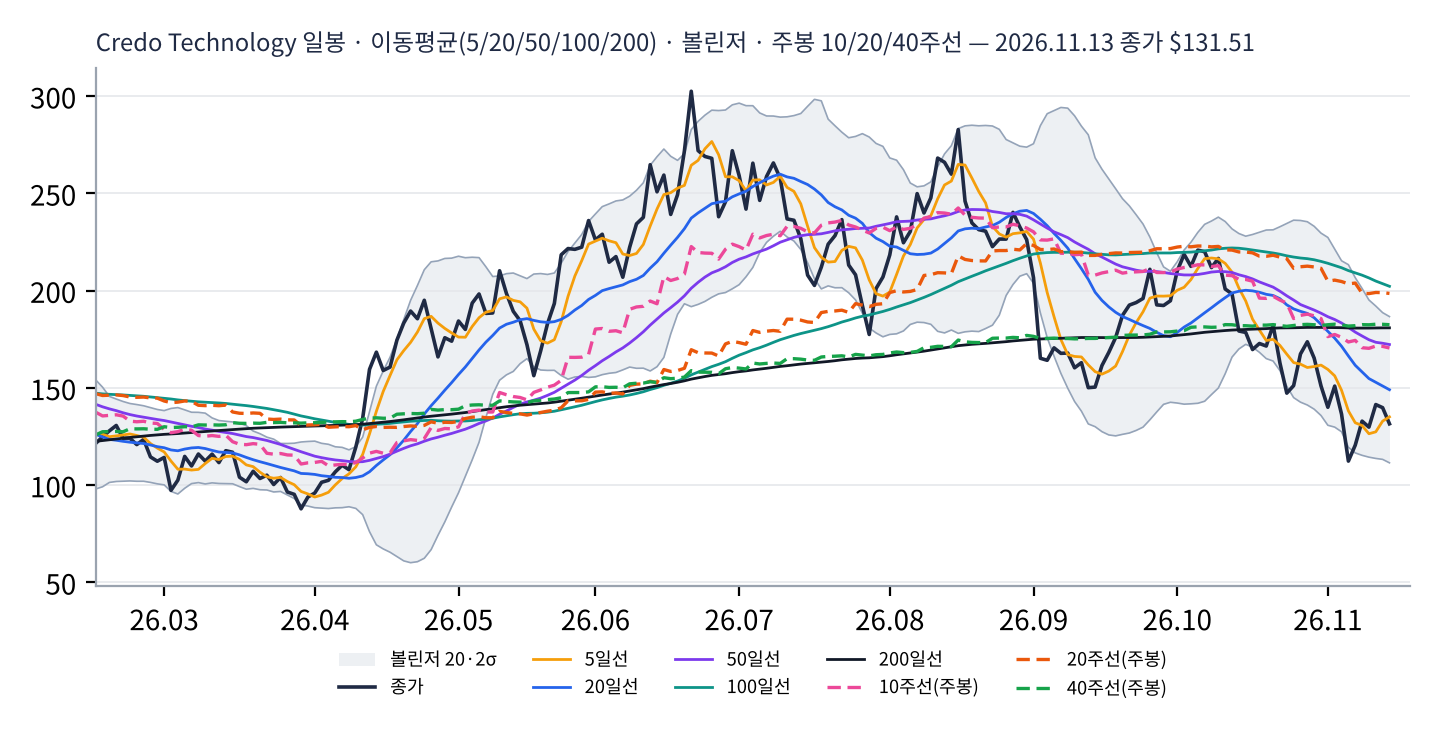 Credo Technology 일봉 · 이동평균(5/20/50/100/200) · 볼린저 · 주봉 10/20/40주선 — 2026.11.13 종가 $131.51
300
250
200
150
100
50
26.03 26.04 26.05 26.06 26.07 26.08 26.09 26.10 26.11
볼린저 20·2σ 5일선 50일선 200일선 20주선(주봉)
종가 20일선 100일선 10주선(주봉) 40주선(주봉)